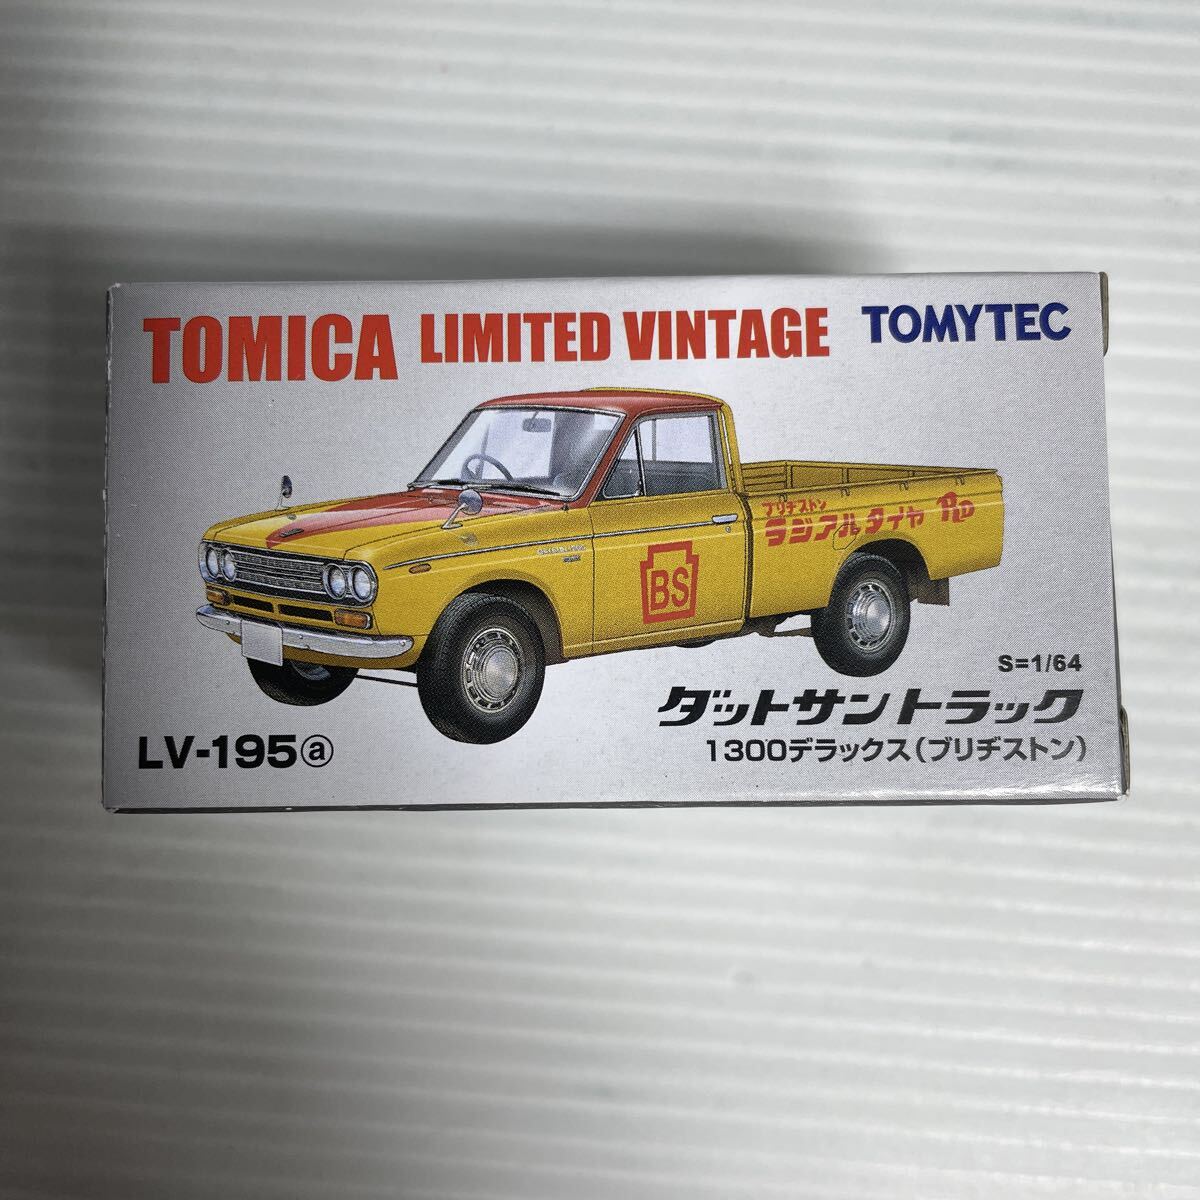 TOMICA LIMITED VINTAGE TOMYTEC
ブリヂストン
ラジアルタイヤ RD
BS
S=1/64
ダットサントラック
1300デラックス(ブリヂストン)
LV-195ⓐ